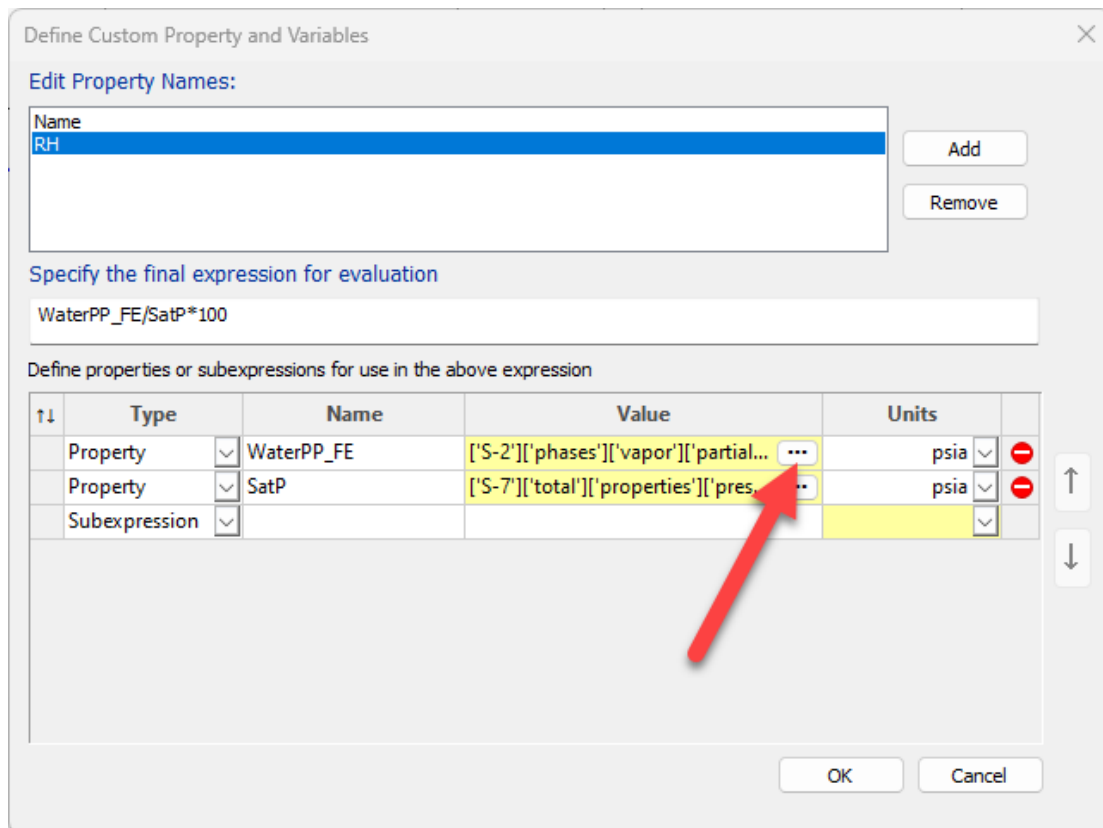 Define Custom Property and Variables
Edit Property Names:
Name
RH
Add
Remove
Specify the final expression for evaluation
WaterPP_FE/SatP*100
Define properties or subexpressions for use in the above expression
↑↓ Type Name Value Units
Property WaterPP_FE ['S-2']['phases']['vapor']['partial... ... psia
Property SatP ['S-7']['total']['properties']['pres... psia
Subexpression
OK Cancel